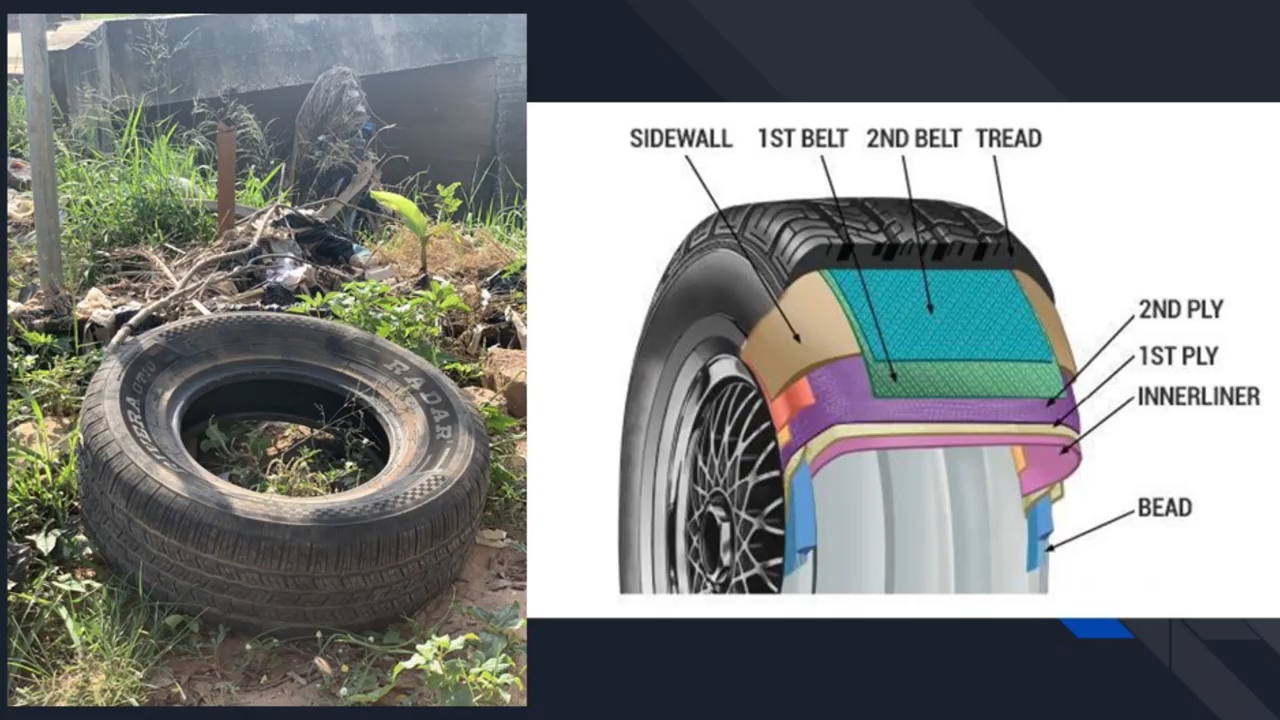 RADAR
SIDEWALL 1ST BELT 2ND BELT TREAD
2ND PLY
1ST PLY
INNERLINER
BEAD